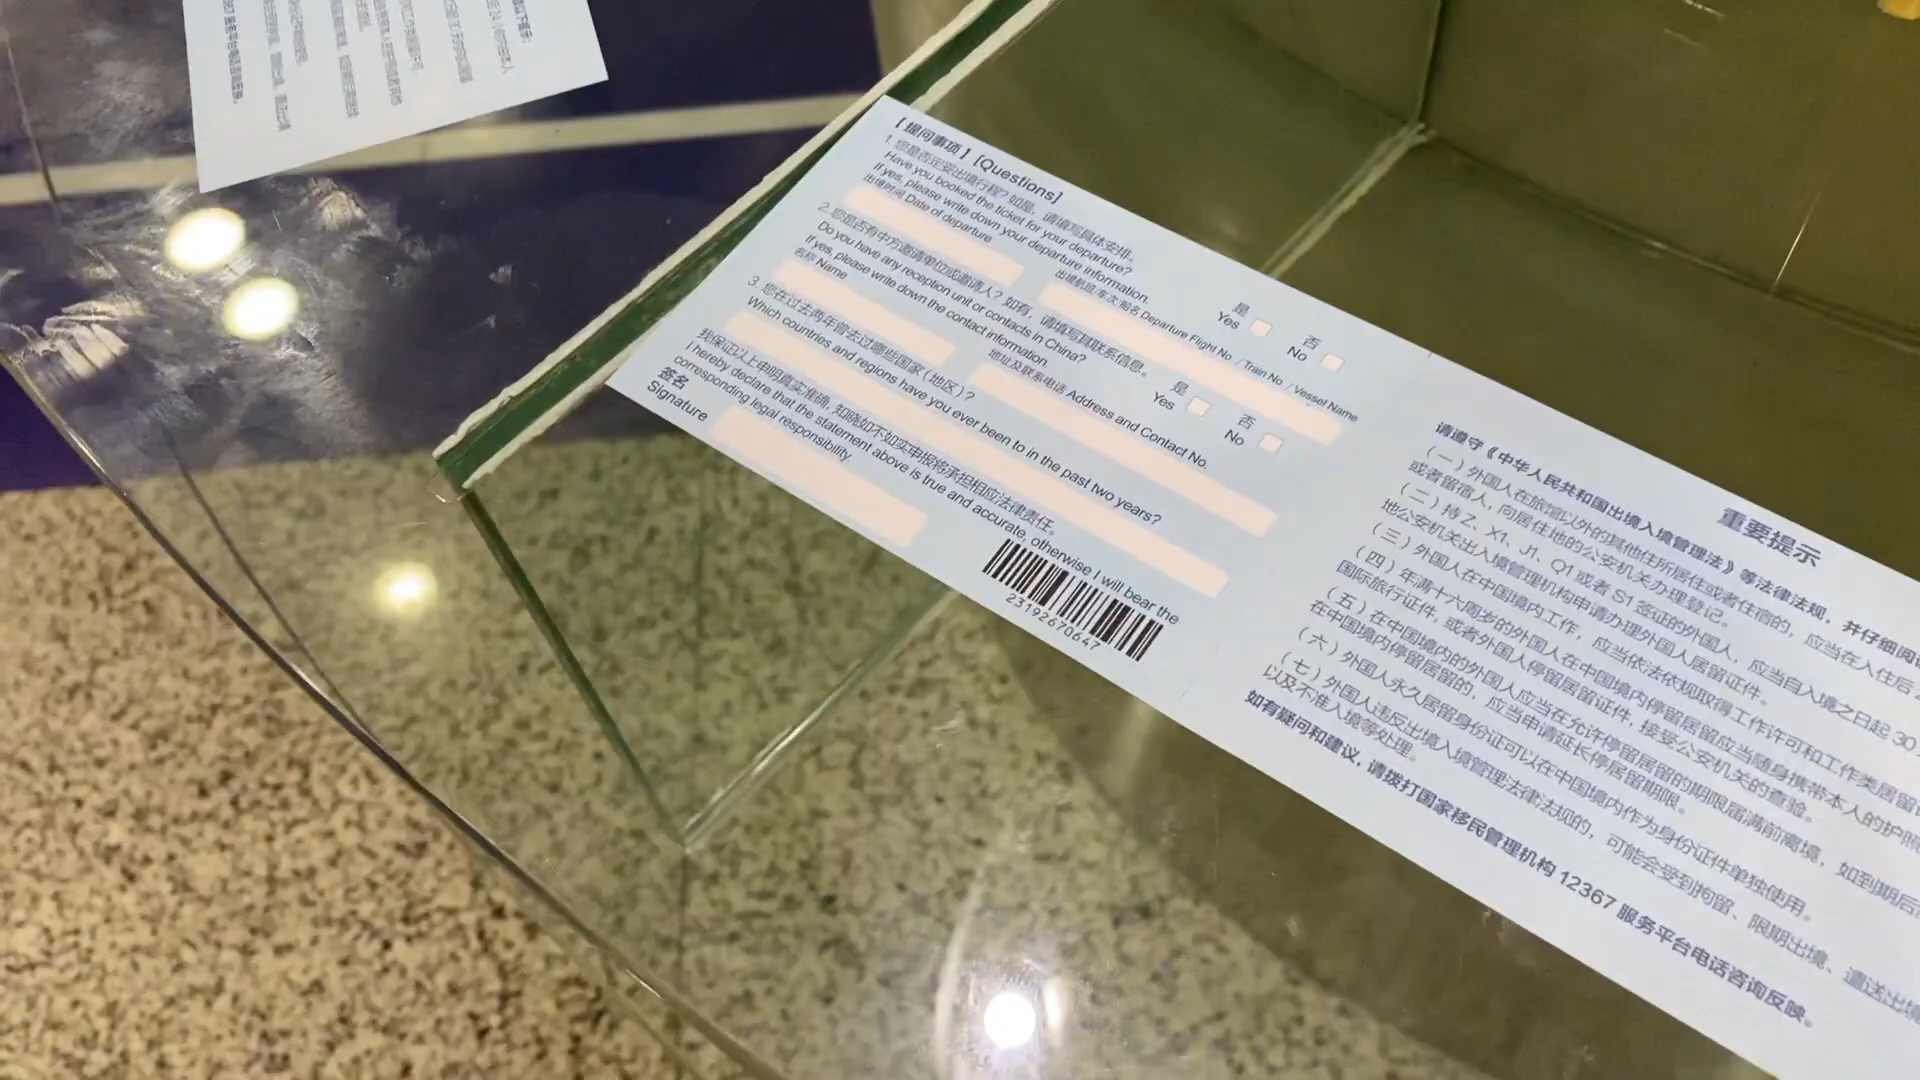 【提问事项】[Questions]
1. 您是否定妥出境行程？如是，请填写具体安排。
Have you booked the ticket for your departure?
If yes, please write down your departure information.
出境时间 Date of departure
出境航班/车次/船名 Departure Flight No. / Train No. / Vessel Name
是 Yes
否 No
2. 您是否有中方邀请单位或邀请人？如有，请填写其联系信息。
Do you have any reception unit or contacts in China?
If yes, please write down the contact information.
名称 Name
地址及联系电话 Address and Contact No.
是 Yes
否 No
3. 您在过去两年曾去过哪些国家（地区）？
Which countries and regions have you ever been to in the past two years?
我保证以上申明真实准确，知晓如不如实申报将承担相应法律责任。
I hereby declare that the statement above is true and accurate, otherwise I will bear the
corresponding legal responsibility.
签名
Signature
23192670647
重要提示
请遵守《中华人民共和国出境入境管理法》等法律法规，并仔细阅读
（一）外国人在旅馆以外的其他住所居住或者住宿的，应当在入住后
或者留宿人，向居住地的公安机关办理登记。
（二）持 Z、X1、J1、Q1 或者 S1 签证的外国人，应当自入境之日起 30
地公安机关出入境管理机构申请办理外国人居留证件。
（三）外国人在中国境内工作，应当依法依规取得工作许可和工作类居留
（四）年满十六周岁的外国人在中国境内停留居留应当随身携带本人的护照
国际旅行证件，或者外国人停留居留证件，接受公安机关的查验。
（五）在中国境内的外国人应当在允许停留居留的期限届满前离境，如到期后
在中国境内停留居留的，应当申请延长停留居留期限。
（六）外国人永久居留身份证可以在中国境内作为身份证件单独使用。
（七）外国人违反出境入境管理法律法规的，可能会受到拘留、限期出境、遣送出境
以及不准入境等处理。
如有疑问和建议，请拨打国家移民管理机构 12367 服务平台电话咨询反映。